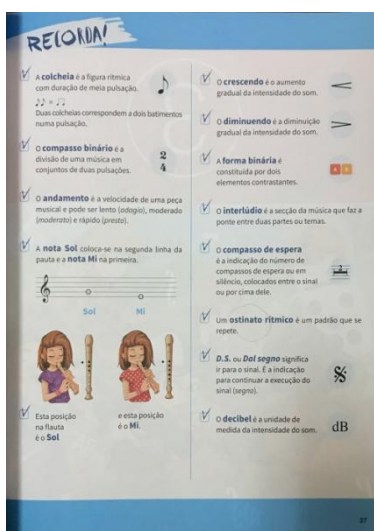 RECORDA!
A colcheia é a figura rítmica
com duração de meia pulsação.
♪♪ = ♫
Duas colcheias correspondem a dois batimentos
numa pulsação.
O compasso binário é a
divisão de uma música em
conjuntos de duas pulsações.
2
4
O andamento é a velocidade de uma peça
musical e pode ser lento (adagio), moderado
(moderato) e rápido (presto).
A nota Sol coloca-se na segunda linha da
pauta e a nota Mi na primeira.
Sol Mi
Esta posição
na flauta
é o Sol
e esta posição
é o Mi.
O crescendo é o aumento
gradual da intensidade do som.
O diminuendo é a diminuição
gradual da intensidade do som.
A forma binária é
constituída por dois
elementos contrastantes.
A B
O interlúdio é a secção da música que faz a
ponte entre duas partes ou temas.
O compasso de espera
é a indicação do número de
compassos de espera ou em
silêncio, colocados entre o sinal
ou por cima dele.
Um ostinato rítmico é um padrão que se
repete.
D.S. ou Dal segno significa
ir para o sinal. É a indicação
para continuar a execução do
sinal (segno).
O decibel é a unidade de
medida da intensidade do som.
dB
37